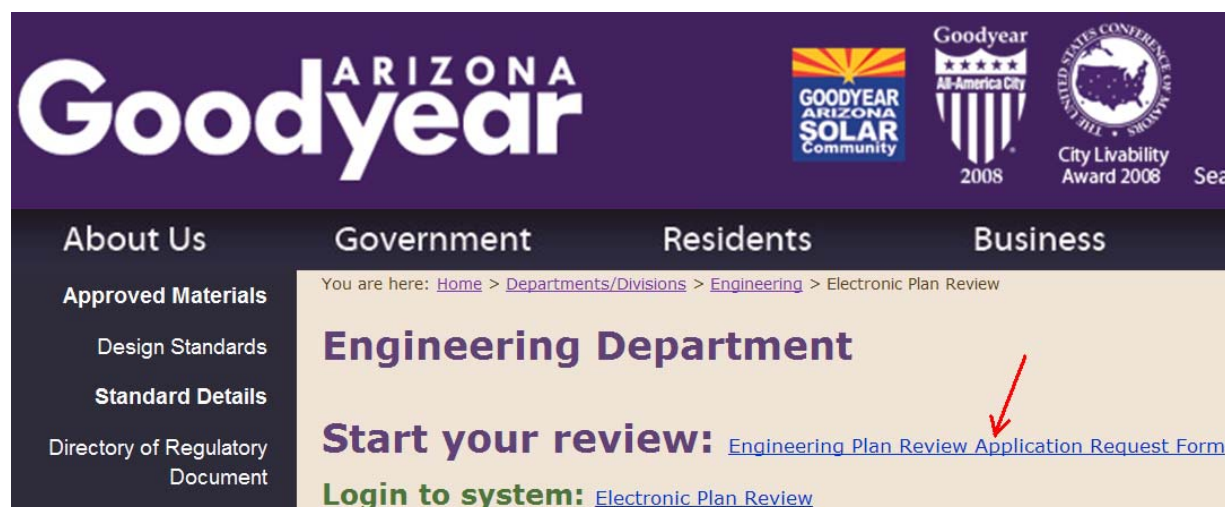 ARIZONA
Goodyear
GOODYEAR
ARIZONA
SOLAR
Community
Goodyear
All-America City
2008
THE UNITED STATES CONFERENCE OF MAYORS
City Livability
Award 2008
Sea
About Us
Government
Residents
Business
Approved Materials
Design Standards
Standard Details
Directory of Regulatory
Document
You are here: Home > Departments/Divisions > Engineering > Electronic Plan Review
Engineering Department
Start your review: Engineering Plan Review Application Request Form
Login to system: Electronic Plan Review